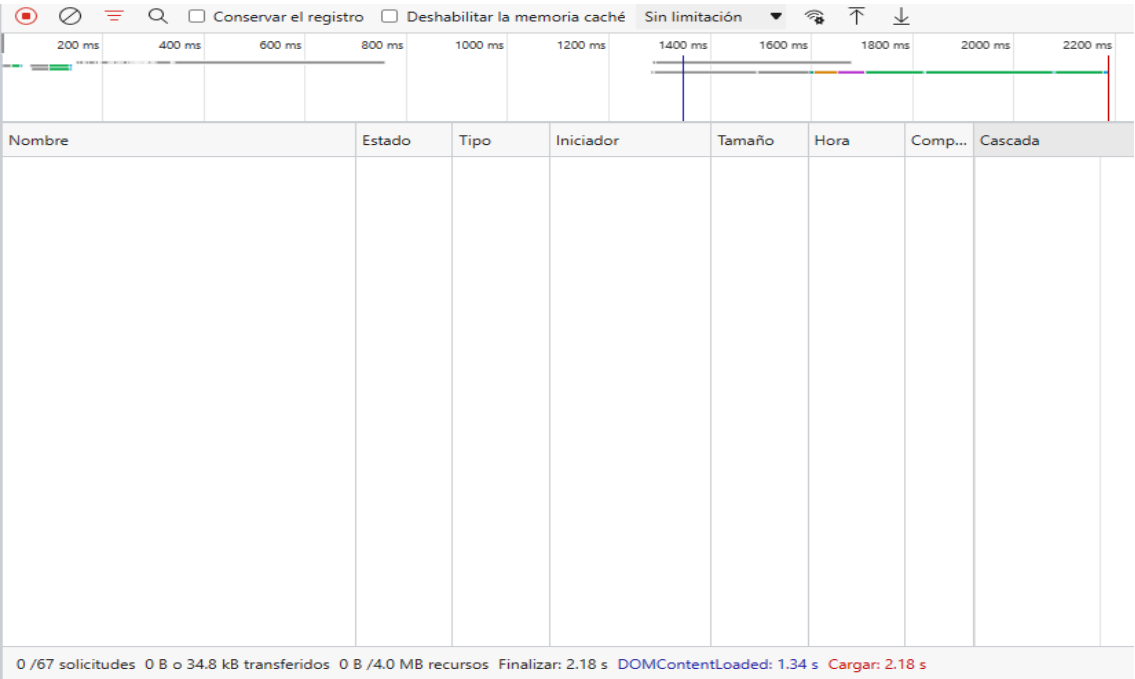 Conservar el registro Deshabilitar la memoria caché Sin limitación
200 ms 400 ms 600 ms 800 ms 1000 ms 1200 ms 1400 ms 1600 ms 1800 ms 2000 ms 2200 ms
Nombre Estado Tipo Iniciador Tamaño Hora Comp... Cascada
0 /67 solicitudes 0 B o 34.8 kB transferidos 0 B /4.0 MB recursos Finalizar: 2.18 s DOMContentLoaded: 1.34 s Cargar: 2.18 s